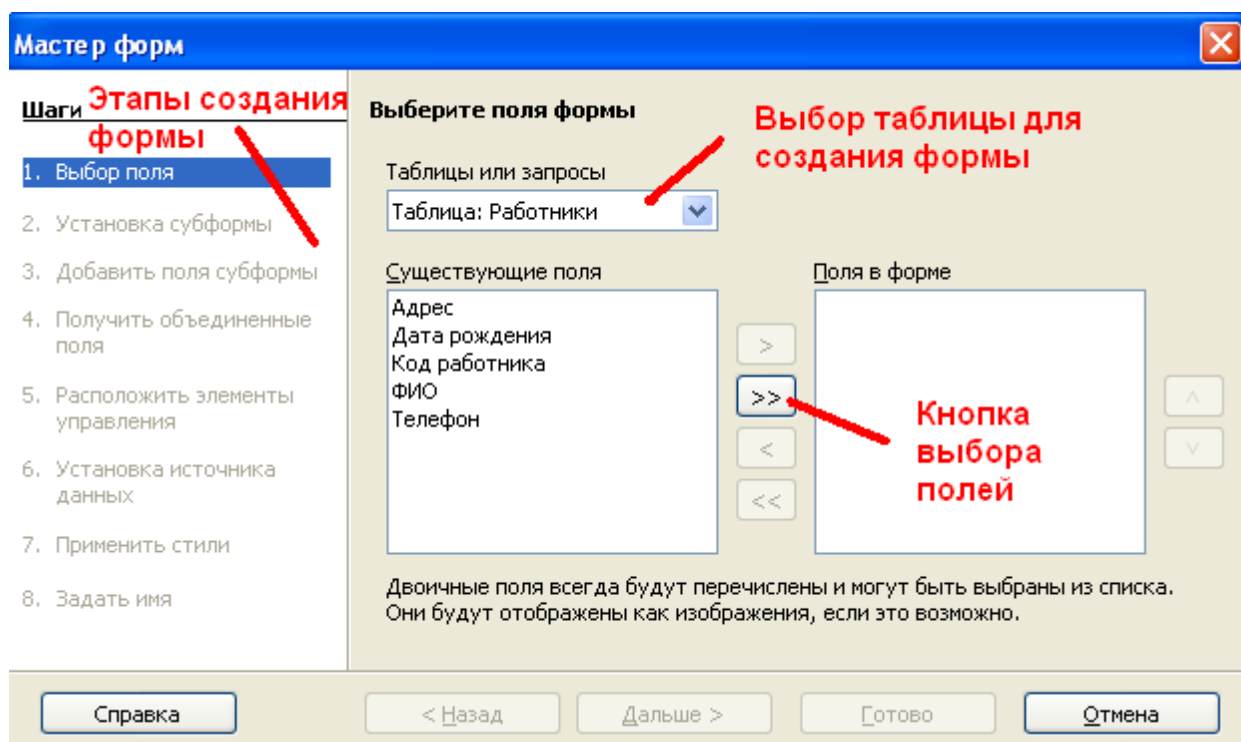 Мастер форм
Шаги
Этапы создания
формы
1. Выбор поля
2. Установка субформы
3. Добавить поля субформы
4. Получить объединенные
поля
5. Расположить элементы
управления
6. Установка источника
данных
7. Применить стили
8. Задать имя
Выберите поля формы
Выбор таблицы для
создания формы
Таблицы или запросы
Таблица: Работники
Существующие поля
Адрес
Дата рождения
Код работника
ФИО
Телефон
>
>>
<
<<
Поля в форме
Кнопка
выбора
полей
Двоичные поля всегда будут перечислены и могут быть выбраны из списка.
Они будут отображены как изображения, если это возможно.
Справка
< Назад
Дальше >
Готово
Отмена